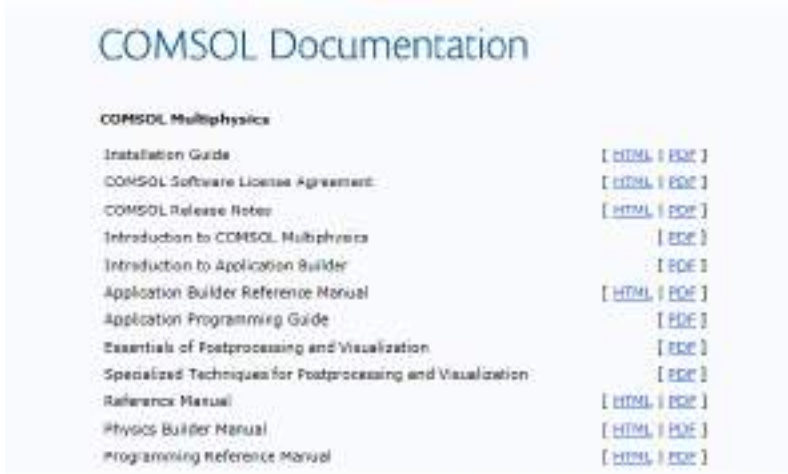 COMSOL Documentation
COMSOL Multiphysics
Installation Guide [ HTML | PDF ]
COMSOL Software License Agreement [ HTML | PDF ]
COMSOL Release Notes [ HTML | PDF ]
Introduction to COMSOL Multiphysics [ PDF ]
Introduction to Application Builder [ PDF ]
Application Builder Reference Manual [ HTML | PDF ]
Application Programming Guide [ PDF ]
Essentials of Postprocessing and Visualization [ PDF ]
Specialized Techniques for Postprocessing and Visualization [ PDF ]
Reference Manual [ HTML | PDF ]
Physics Builder Manual [ HTML | PDF ]
Programming Reference Manual [ HTML | PDF ]